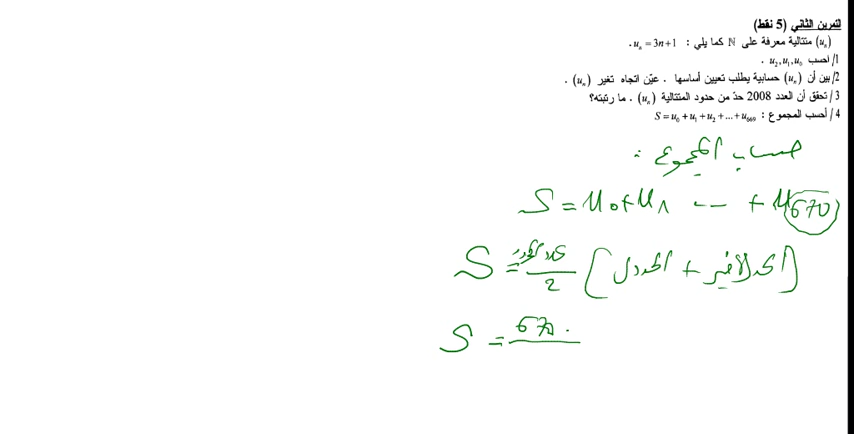 التمرين الثاني (5 نقط)
(uₙ) متتالية معرفة على ℕ كما يلي : uₙ = 3n+1 .
1/ احسب u₂,u₁,u₀ .
2/ بين أن (uₙ) حسابية يطلب تعيين أساسها . عيّن اتجاه تغير (uₙ) .
3/ تحقق أن العدد 2008 حدّ من حدود المتتالية (uₙ) . ما رتبته؟
4/ أحسب المجموع : S = u₀ + u₁ + u₂ + ... + u₆₆₉
حساب المجموع :
S = u₀ + u₁ -- + u₆₇₀
S = عدد الحدود/2 (الحد الأخير + الحد الأول)
S = 670